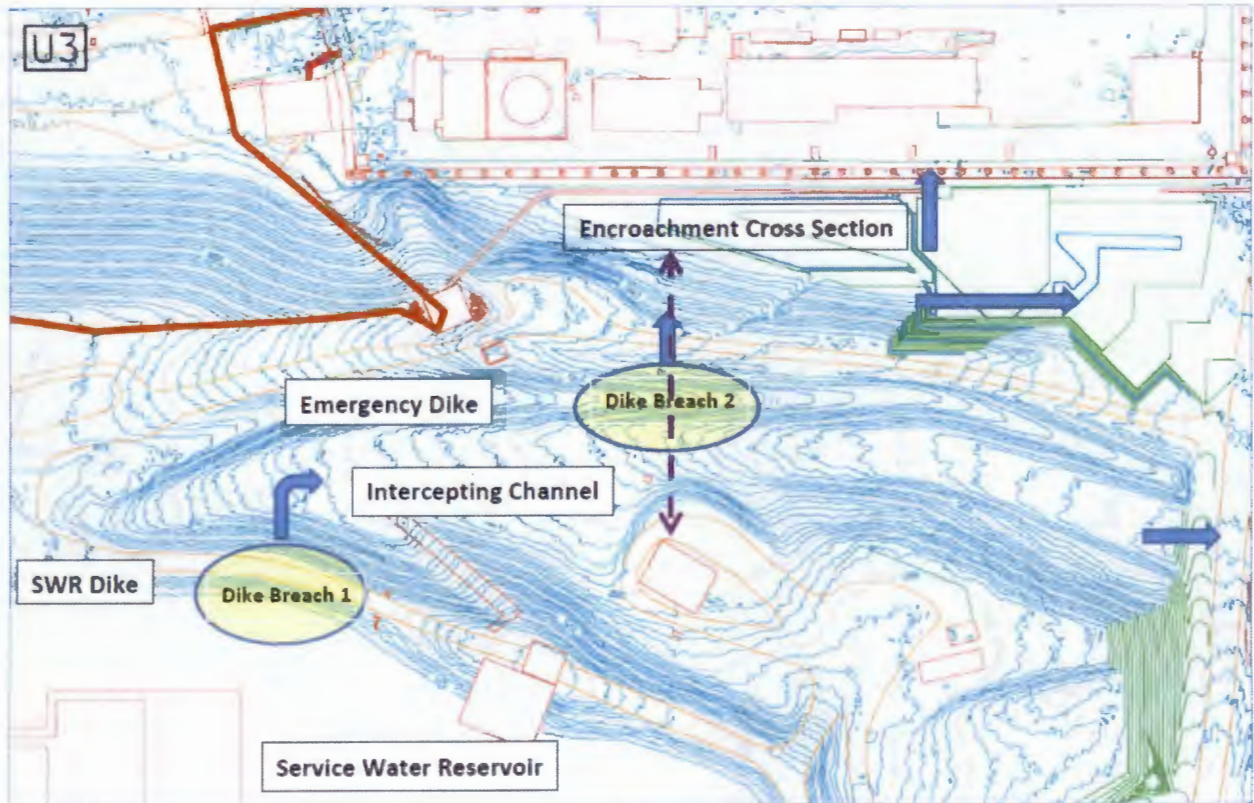 U3
Encroachment Cross Section
Emergency Dike
Dike Breach 2
Intercepting Channel
SWR Dike
Dike Breach 1
Service Water Reservoir